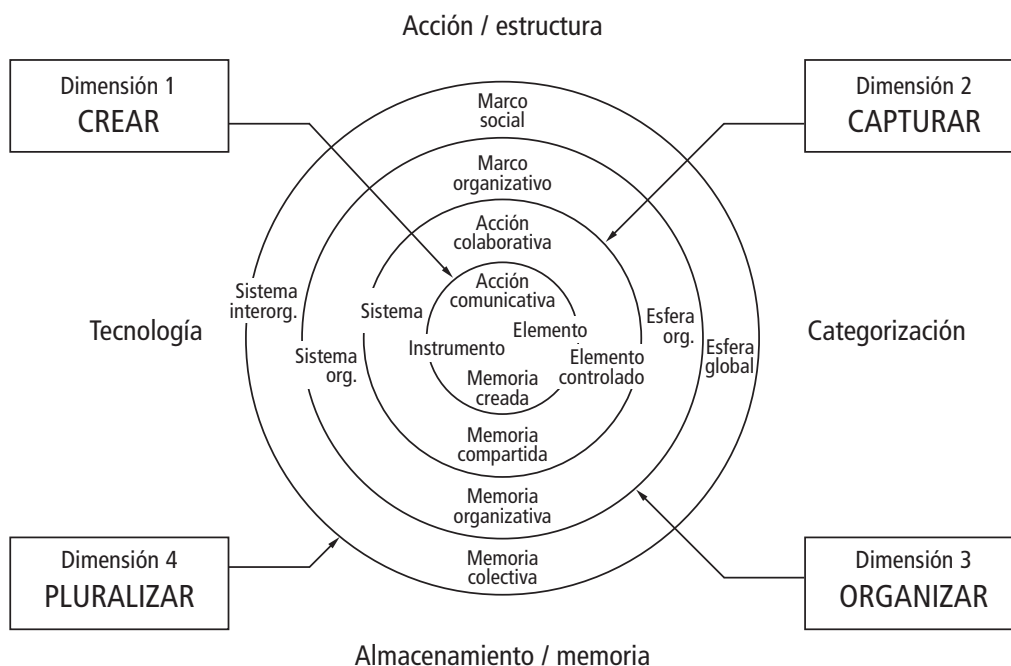 Acción / estructura
Dimensión 1
CREAR
Dimensión 2
CAPTURAR
Marco
social
Marco
organizativo
Acción
colaborativa
Acción
comunicativa
Sistema
interorg.
Sistema
Elemento
Esfera
org.
Tecnología
Categorización
Instrumento
Sistema
org.
Elemento
controlado
Esfera
global
Memoria
creada
Memoria
compartida
Memoria
organizativa
Memoria
colectiva
Dimensión 4
PLURALIZAR
Dimensión 3
ORGANIZAR
Almacenamiento / memoria